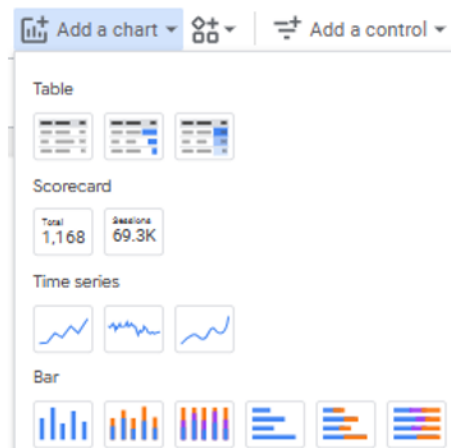 Add a chart Add a control
Table
Scorecard
Total Sessions
1,168 69.3K
Time series
Bar